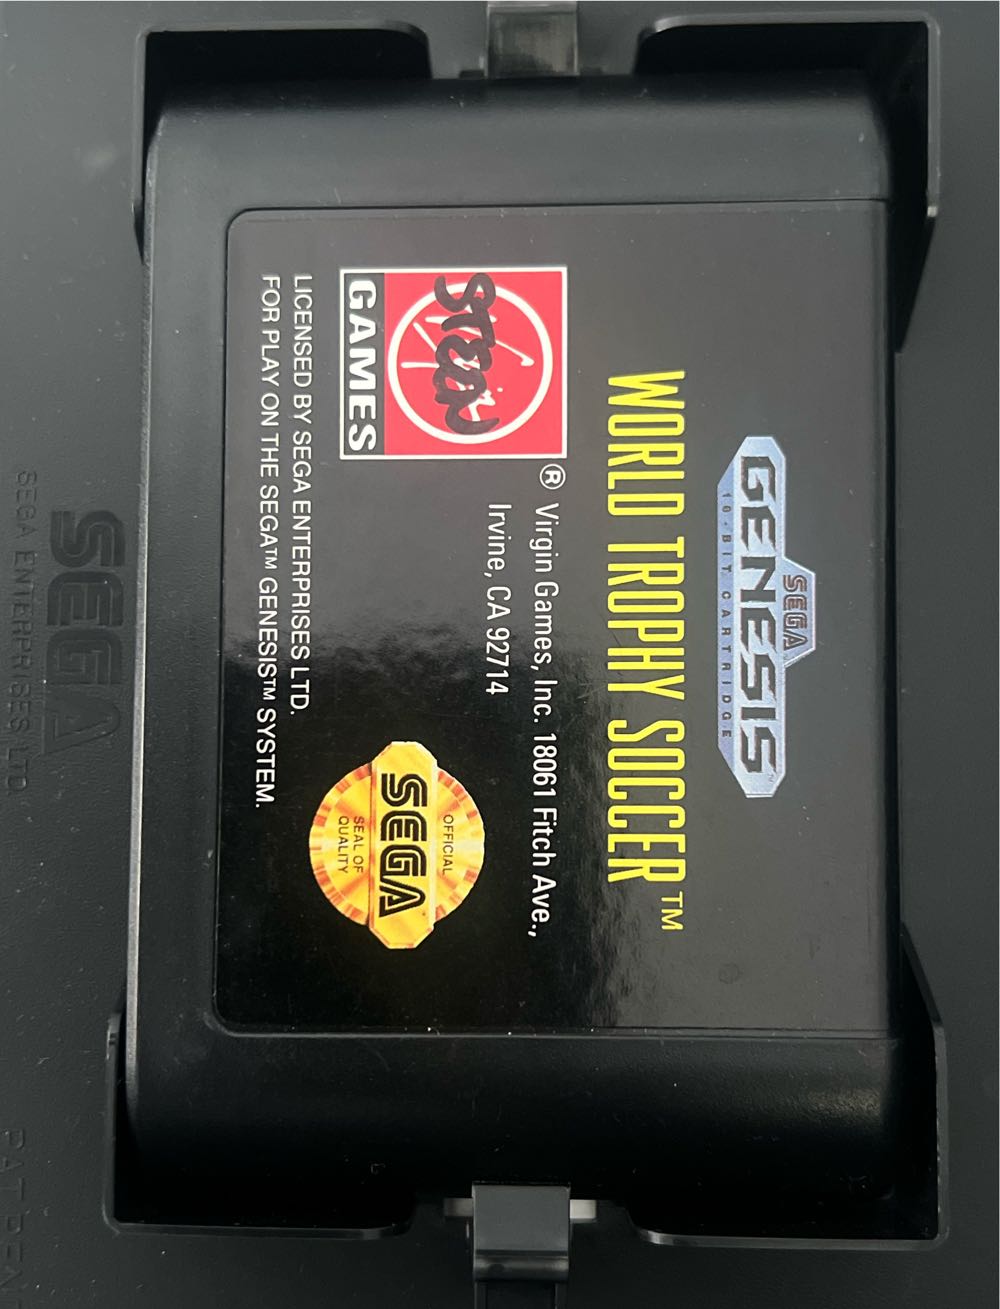 SEGA
GENESIS™
16-BIT CARTRIDGE
WORLD TROPHY SOCCER™
® Virgin Games, Inc. 18061 Fitch Ave.,
Irvine, CA 92714
GAMES
OFFICIAL
SEGA
SEAL OF
QUALITY
LICENSED BY SEGA ENTERPRISES LTD.
FOR PLAY ON THE SEGA™ GENESIS™ SYSTEM.
SEGA
SEGA ENTERPRISES LTD.